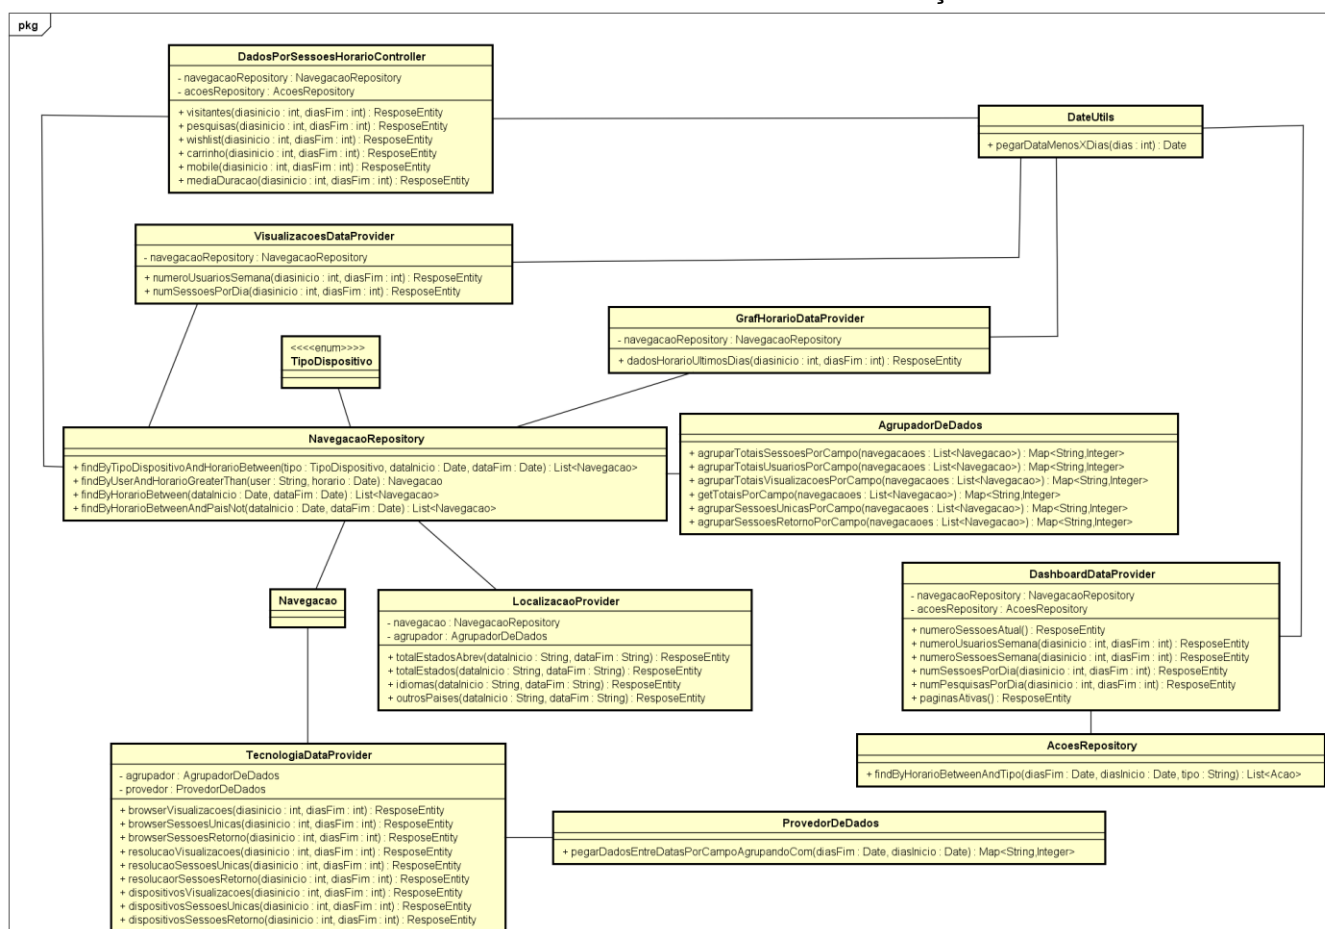 pkg
DadosPorSessoesHorarioController
- navegacaoRepository : NavegacaoRepository
- acoesRepository : AcoesRepository
+ visitantes(diasinicio : int, diasFim : int) : ResposeEntity
+ pesquisas(diasinicio : int, diasFim : int) : ResposeEntity
+ wishlist(diasinicio : int, diasFim : int) : ResposeEntity
+ carrinho(diasinicio : int, diasFim : int) : ResposeEntity
+ mobile(diasinicio : int, diasFim : int) : ResposeEntity
+ mediaDuracao(diasinicio : int, diasFim : int) : ResposeEntity
DateUtils
+ pegarDataMenosXDias(dias : int) : Date
VisualizacoesDataProvider
- navegacaoRepository : NavegacaoRepository
+ numeroUsuariosSemana(diasinicio : int, diasFim : int) : ResposeEntity
+ numSessoesPorDia(diasinicio : int, diasFim : int) : ResposeEntity
GrafHorarioDataProvider
- navegacaoRepository : NavegacaoRepository
+ dadosHorarioUltimosDias(diasinicio : int, diasFim : int) : ResposeEntity
<<<<enum>>>>
TipoDispositivo
NavegacaoRepository
+ findByTipoDispositivoAndHorarioBetween(tipo : TipoDispositivo, dataInicio : Date, dataFim : Date) : List<Navegacao>
+ findByUserAndHorarioGreaterThan(user : String, horario : Date) : Navegacao
+ findByHorarioBetween(dataInicio : Date, dataFim : Date) : List<Navegacao>
+ findByHorarioBetweenAndPaisNot(dataInicio : Date, dataFim : Date) : List<Navegacao>
AgrupadorDeDados
+ agruparTotaisSessoesPorCampo(navegacaoes : List<Navegacao>) : Map<String,Integer>
+ agruparTotaisUsuariosPorCampo(navegacaoes : List<Navegacao>) : Map<String,Integer>
+ agruparTotaisVisualizacoesPorCampo(navegacaoes : List<Navegacao>) : Map<String,Integer>
+ getTotaisPorCampo(navegacaoes : List<Navegacao>) : Map<String,Integer>
+ agruparSessoesUnicasPorCampo(navegacaoes : List<Navegacao>) : Map<String,Integer>
+ agruparSessoesRetornoPorCampo(navegacaoes : List<Navegacao>) : Map<String,Integer>
Navegacao
LocalizacaoProvider
- navegacao : NavegacaoRepository
- agrupador : AgrupadorDeDados
+ totalEstadosAbrev(dataInicio : String, dataFim : String) : ResposeEntity
+ totalEstados(dataInicio : String, dataFim : String) : ResposeEntity
+ idiomas(dataInicio : String, dataFim : String) : ResposeEntity
+ outrosPaises(dataInicio : String, dataFim : String) : ResposeEntity
DashboardDataProvider
- navegacaoRepository : NavegacaoRepository
- acoesRepository : AcoesRepository
+ numeroSessoesAtual() : ResposeEntity
+ numeroUsuariosSemana(diasinicio : int, diasFim : int) : ResposeEntity
+ numeroSessoesSemana(diasinicio : int, diasFim : int) : ResposeEntity
+ numSessoesPorDia(diasinicio : int, diasFim : int) : ResposeEntity
+ numPesquisasPorDia(diasinicio : int, diasFim : int) : ResposeEntity
+ paginasAtivas() : ResposeEntity
AcoesRepository
+ findByHorarioBetweenAndTipo(diasFim : Date, diasInicio : Date, tipo : String) : List<Acao>
TecnologiaDataProvider
- agrupador : AgrupadorDeDados
- provedor : ProvedorDeDados
+ browserVisualizacoes(diasinicio : int, diasFim : int) : ResposeEntity
+ browserSessoesUnicas(diasinicio : int, diasFim : int) : ResposeEntity
+ browserSessoesRetorno(diasinicio : int, diasFim : int) : ResposeEntity
+ resolucaoVisualizacoes(diasinicio : int, diasFim : int) : ResposeEntity
+ resolucaoSessoesUnicas(diasinicio : int, diasFim : int) : ResposeEntity
+ resolucaorSessoesRetorno(diasinicio : int, diasFim : int) : ResposeEntity
+ dispositivosVisualizacoes(diasinicio : int, diasFim : int) : ResposeEntity
+ dispositivosSessoesUnicas(diasinicio : int, diasFim : int) : ResposeEntity
+ dispositivosSessoesRetorno(diasinicio : int, diasFim : int) : ResposeEntity
ProvedorDeDados
+ pegarDadosEntreDatasPorCampoAgrupandoCom(diasFim : Date, diasInicio : Date) : Map<String,Integer>